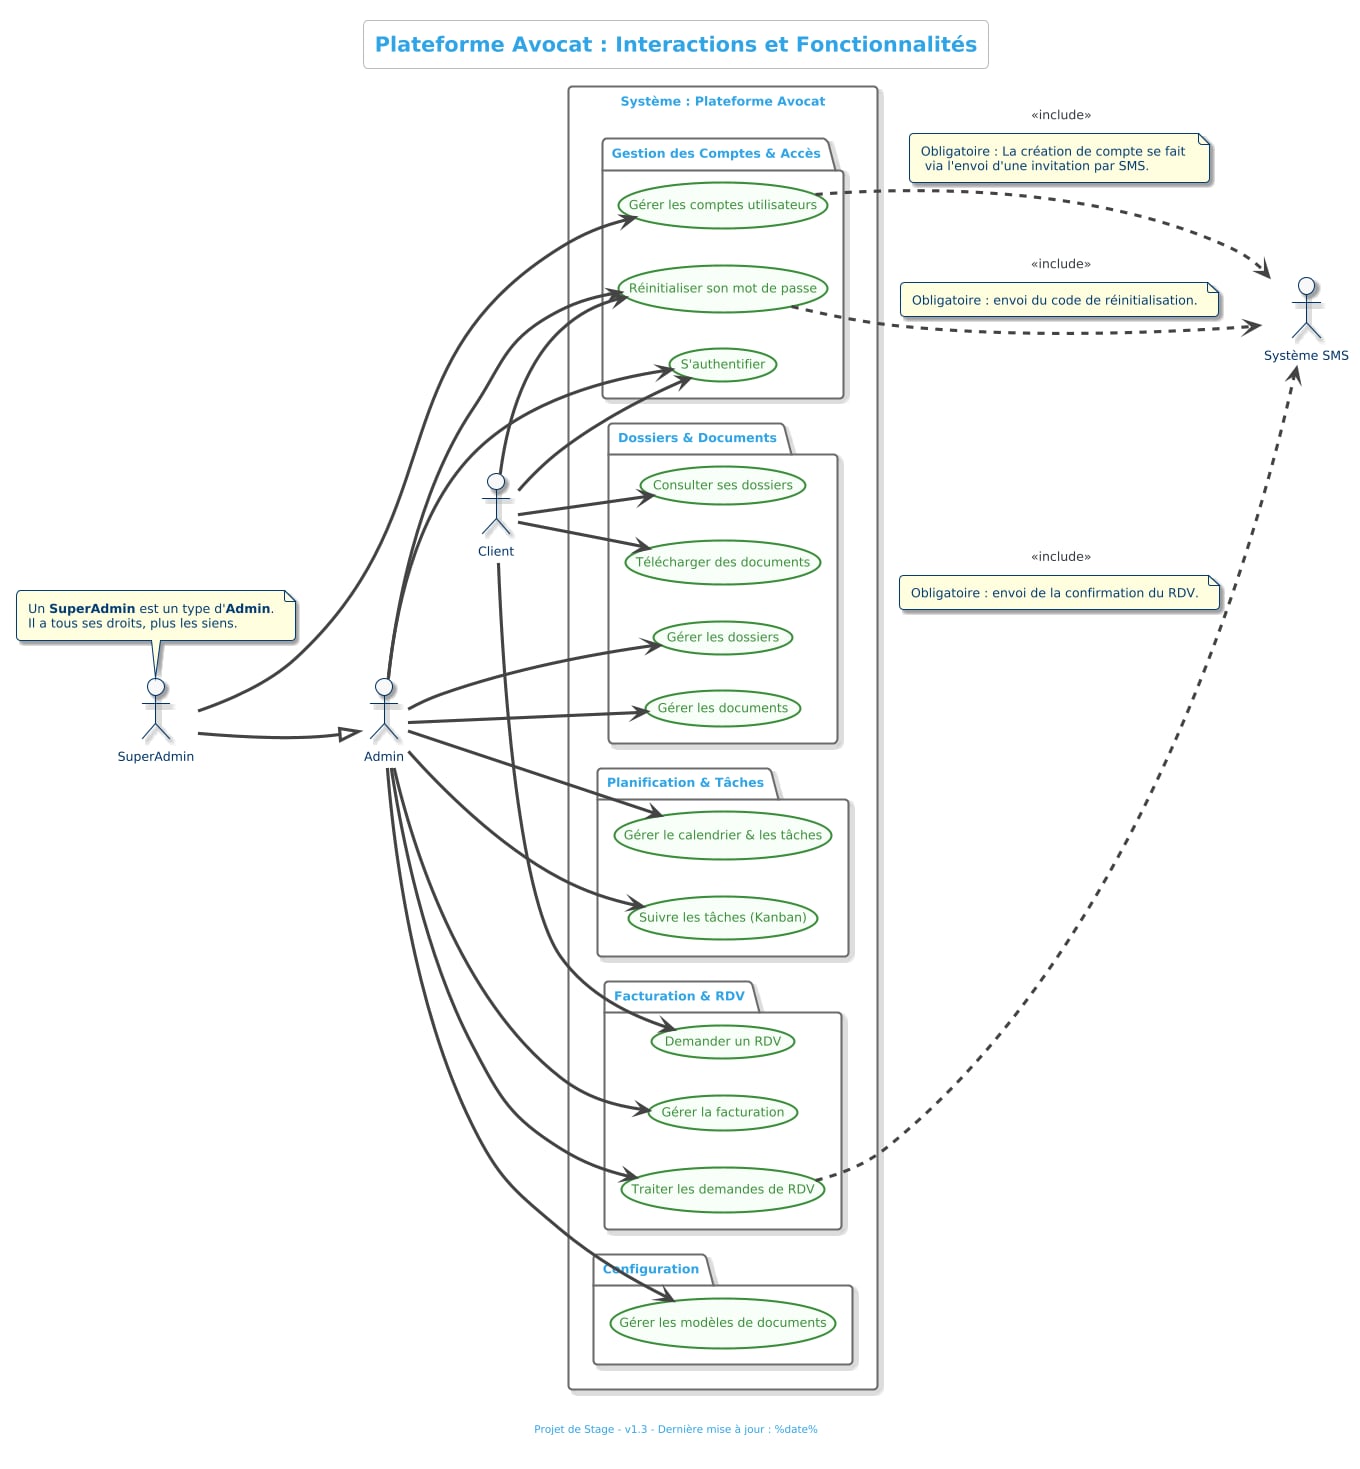 Plateforme Avocat : Interactions et Fonctionnalités
Système : Plateforme Avocat
«include»
Obligatoire : La création de compte se fait
via l'envoi d'une invitation par SMS.
Gestion des Comptes & Accès
Gérer les comptes utilisateurs
«include»
Réinitialiser son mot de passe
Obligatoire : envoi du code de réinitialisation.
Système SMS
S'authentifier
Dossiers & Documents
Consulter ses dossiers
Client
Télécharger des documents
«include»
Obligatoire : envoi de la confirmation du RDV.
Un SuperAdmin est un type d'Admin.
Il a tous ses droits, plus les siens.
Gérer les dossiers
Gérer les documents
SuperAdmin
Admin
Planification & Tâches
Gérer le calendrier & les tâches
Suivre les tâches (Kanban)
Facturation & RDV
Demander un RDV
Gérer la facturation
Traiter les demandes de RDV
Configuration
Gérer les modèles de documents
Projet de Stage - v1.3 - Dernière mise à jour : %date%